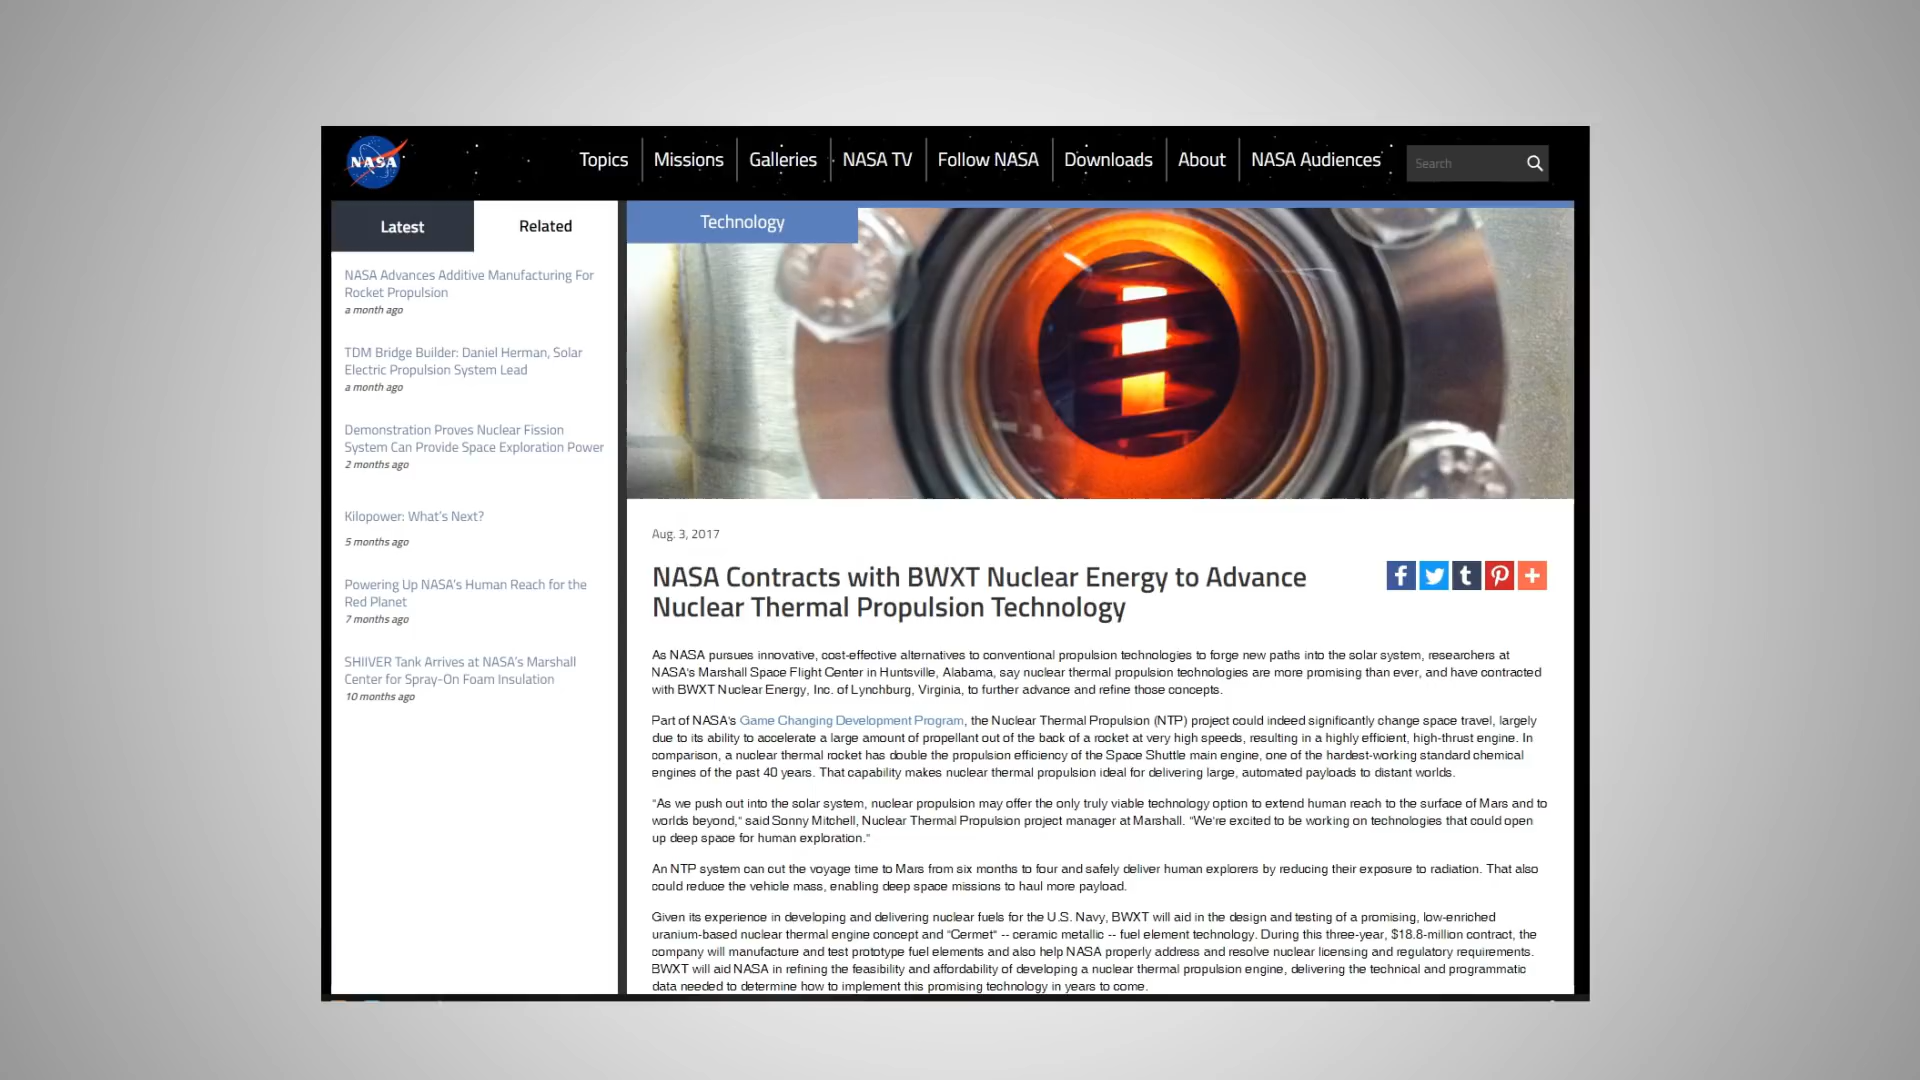 NASA
Topics
Missions
Galleries
NASA TV
Follow NASA
Downloads
About
NASA Audiences
Search
Latest
Related
NASA Advances Additive Manufacturing For
Rocket Propulsion
a month ago
TDM Bridge Builder: Daniel Herman, Solar
Electric Propulsion System Lead
a month ago
Demonstration Proves Nuclear Fission
System Can Provide Space Exploration Power
2 months ago
Kilopower: What's Next?
5 months ago
Powering Up NASA's Human Reach for the
Red Planet
7 months ago
SHIIVER Tank Arrives at NASA's Marshall
Center for Spray-On Foam Insulation
10 months ago
Technology
Aug. 3, 2017
NASA Contracts with BWXT Nuclear Energy to Advance
Nuclear Thermal Propulsion Technology
As NASA pursues innovative, cost-effective alternatives to conventional propulsion technologies to forge new paths into the solar system, researchers at
NASA's Marshall Space Flight Center in Huntsville, Alabama, say nuclear thermal propulsion technologies are more promising than ever, and have contracted
with BWXT Nuclear Energy, Inc. of Lynchburg, Virginia, to further advance and refine those concepts.
Part of NASA's Game Changing Development Program, the Nuclear Thermal Propulsion (NTP) project could indeed significantly change space travel, largely
due to its ability to accelerate a large amount of propellant out of the back of a rocket at very high speeds, resulting in a highly efficient, high-thrust engine. In
comparison, a nuclear thermal rocket has double the propulsion efficiency of the Space Shuttle main engine, one of the hardest-working standard chemical
engines of the past 40 years. That capability makes nuclear thermal propulsion ideal for delivering large, automated payloads to distant worlds.
"As we push out into the solar system, nuclear propulsion may offer the only truly viable technology option to extend human reach to the surface of Mars and to
worlds beyond," said Sonny Mitchell, Nuclear Thermal Propulsion project manager at Marshall. "We're excited to be working on technologies that could open
up deep space for human exploration."
An NTP system can cut the voyage time to Mars from six months to four and safely deliver human explorers by reducing their exposure to radiation. That also
could reduce the vehicle mass, enabling deep space missions to haul more payload.
Given its experience in developing and delivering nuclear fuels for the U.S. Navy, BWXT will aid in the design and testing of a promising, low-enriched
uranium-based nuclear thermal engine concept and "Cermet" -- ceramic metallic -- fuel element technology. During this three-year, $18.8-million contract, the
company will manufacture and test prototype fuel elements and also help NASA properly address and resolve nuclear licensing and regulatory requirements.
BWXT will aid NASA in refining the feasibility and affordability of developing a nuclear thermal propulsion engine, delivering the technical and programmatic
data needed to determine how to implement this promising technology in years to come.